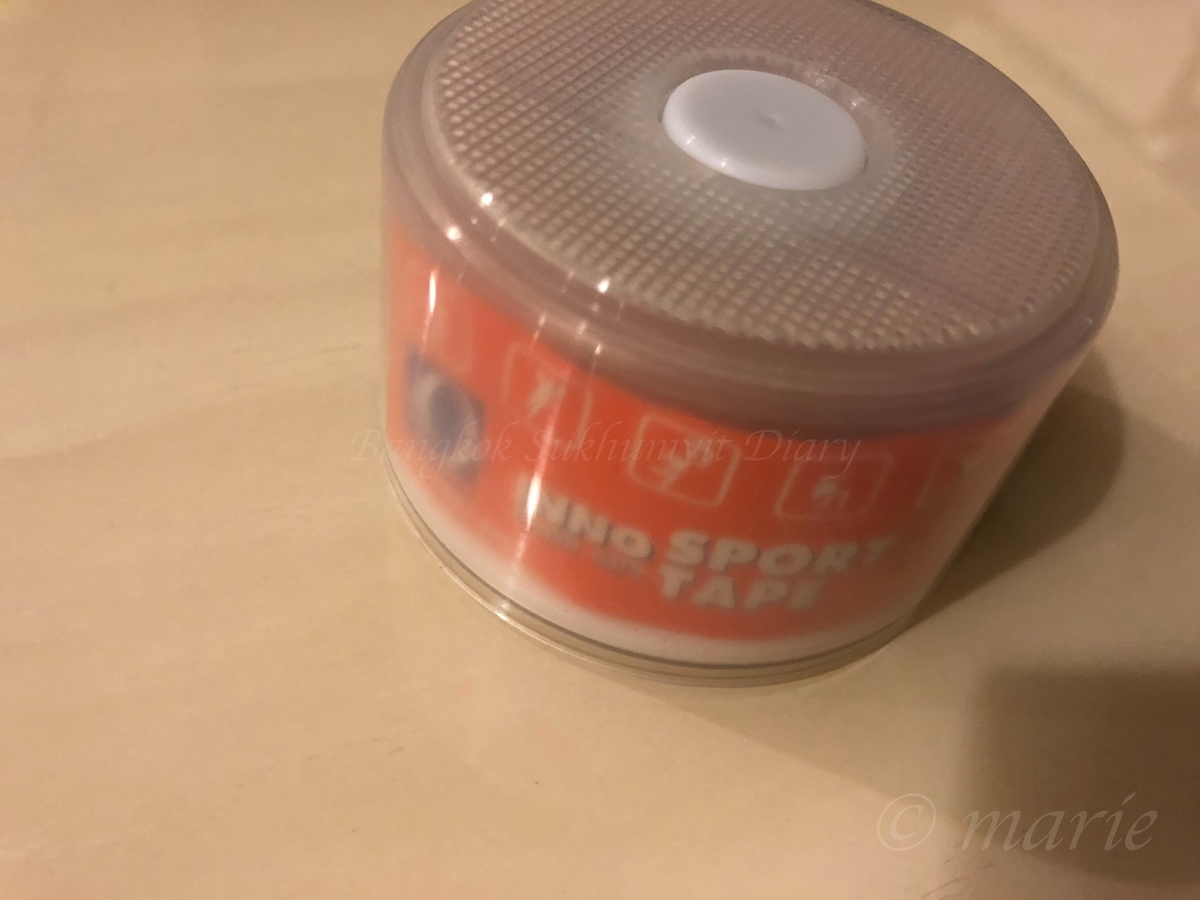 Bangkok Sukhumvit Diary
INNO SPORT
TAPE
© marie